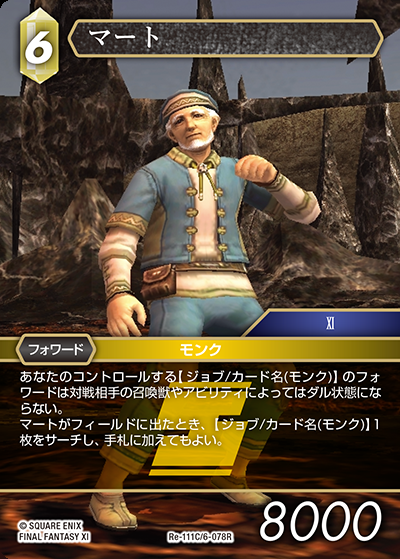 6
マート
XI
フォワード
モンク
あなたのコントロールする【ジョブ/カード名(モンク)】のフォ
ワードは対戦相手の召喚獣やアビリティによってはダル状態にな
らない。
マートがフィールドに出たとき、【ジョブ/カード名(モンク)】1
枚をサーチし、手札に加えてもよい。
© SQUARE ENIX
FINAL FANTASY XI
Re-111C/6-078R
8000